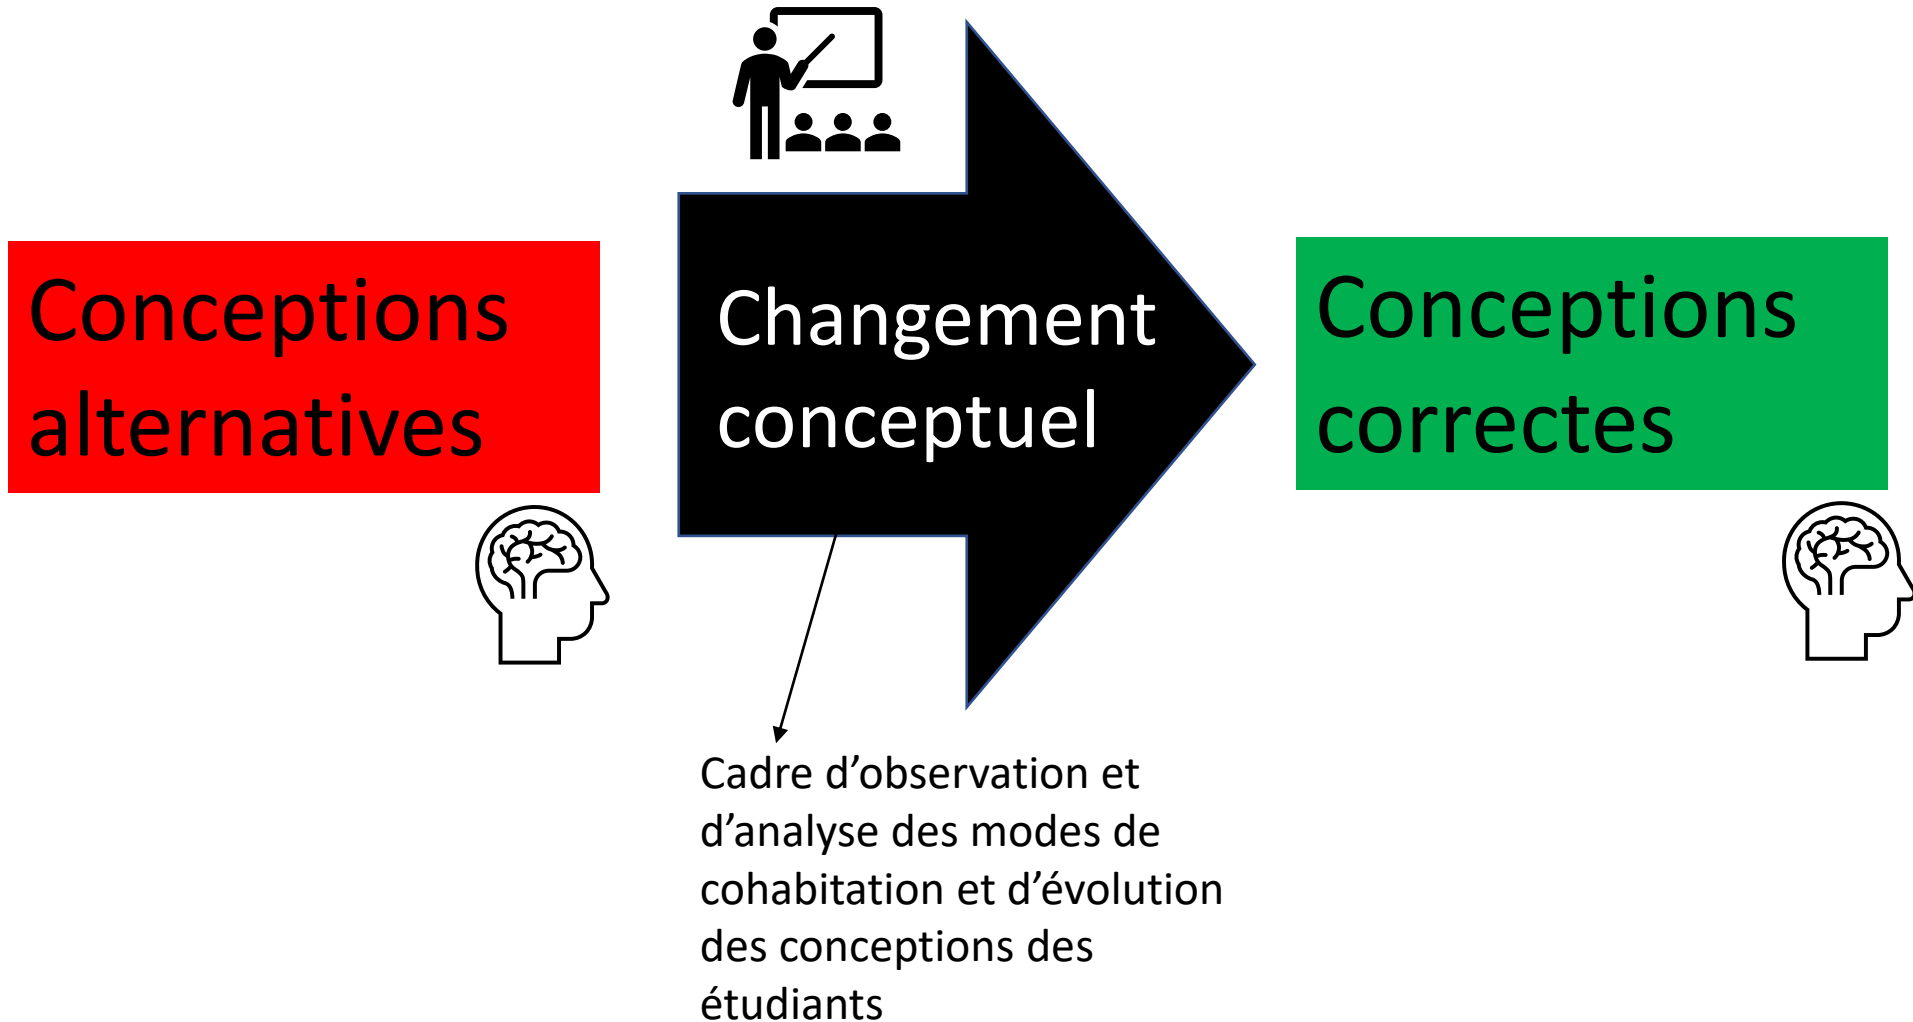 Conceptions
alternatives
Changement
conceptuel
Conceptions
correctes
Cadre d’observation et
d’analyse des modes de
cohabitation et d’évolution
des conceptions des
étudiants